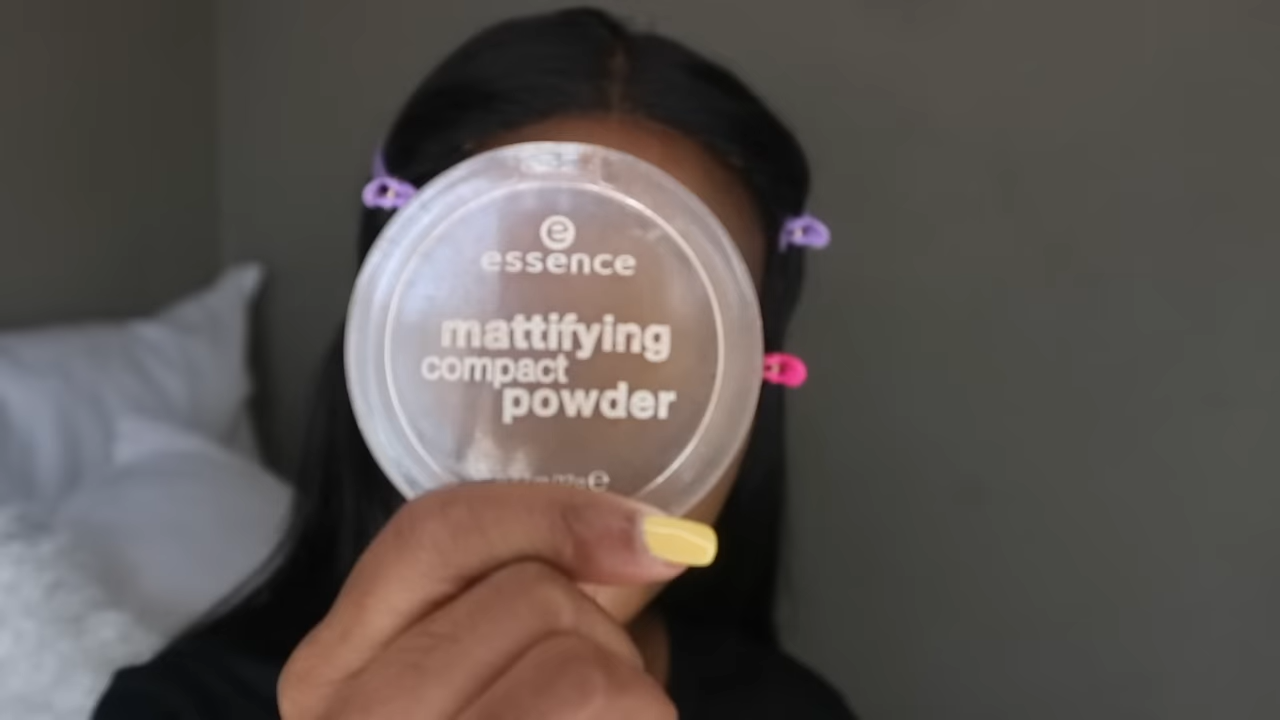 e
essence
mattifying
compact
powder